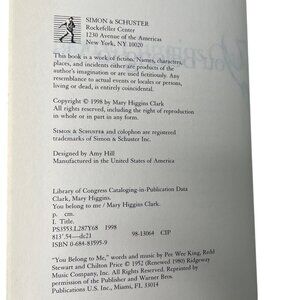 SIMON & SCHUSTER
Rockefeller Center
1230 Avenue of the Americas
New York, NY 10020
This book is a work of fiction. Names, characters,
places, and incidents either are products of the
author's imagination or are used fictitiously. Any
resemblance to actual events or locales or persons,
living or dead, is entirely coincidental.
Copyright © 1998 by Mary Higgins Clark
All rights reserved, including the right of reproduction
in whole or in part in any form.
SIMON & SCHUSTER and colophon are registered
trademarks of Simon & Schuster Inc.
Designed by Amy Hill
Manufactured in the United States of America
Library of Congress Cataloging-in-Publication Data
Clark, Mary Higgins.
You belong to me / Mary Higgins Clark.
p. cm.
I. Title.
PS3553.L287Y68 1998
813'.54—dc21 98-13064 CIP
ISBN 0-684-83595-9
"You Belong to Me," words and music by Pee Wee King, Redd
Stewart and Chilton Price © 1952 (Renewed 1980) Ridgeway
Music Company, Inc. All Rights Reserved. Reprinted by
permission of the Publisher and Warner Bros.
Publications U.S. Inc., Miami, FL 33014